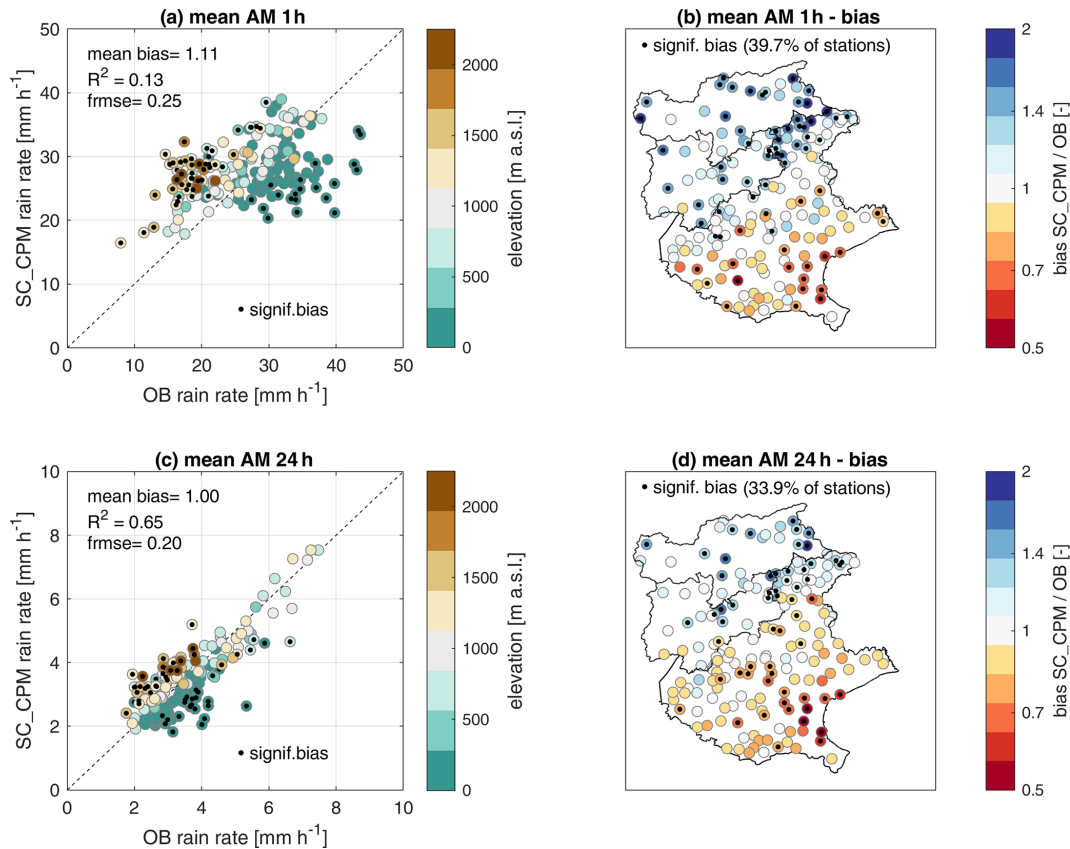 (a) mean AM 1h
mean bias= 1.11
R² = 0.13
frmse= 0.25
signif.bias
50
40
30
20
10
0
0 10 20 30 40 50
SC_CPM rain rate [mm h⁻¹]
OB rain rate [mm h⁻¹]
2000
1500
1000
500
0
elevation [m a.s.l.]
(b) mean AM 1h - bias
signif. bias (39.7% of stations)
2
1.4
1
0.7
0.5
bias SC_CPM / OB [-]
(c) mean AM 24h
mean bias= 1.00
R² = 0.65
frmse= 0.20
signif.bias
10
8
6
4
2
0
0 2 4 6 8 10
SC_CPM rain rate [mm h⁻¹]
OB rain rate [mm h⁻¹]
2000
1500
1000
500
0
elevation [m a.s.l.]
(d) mean AM 24h - bias
signif. bias (33.9% of stations)
2
1.4
1
0.7
0.5
bias SC_CPM / OB [-]